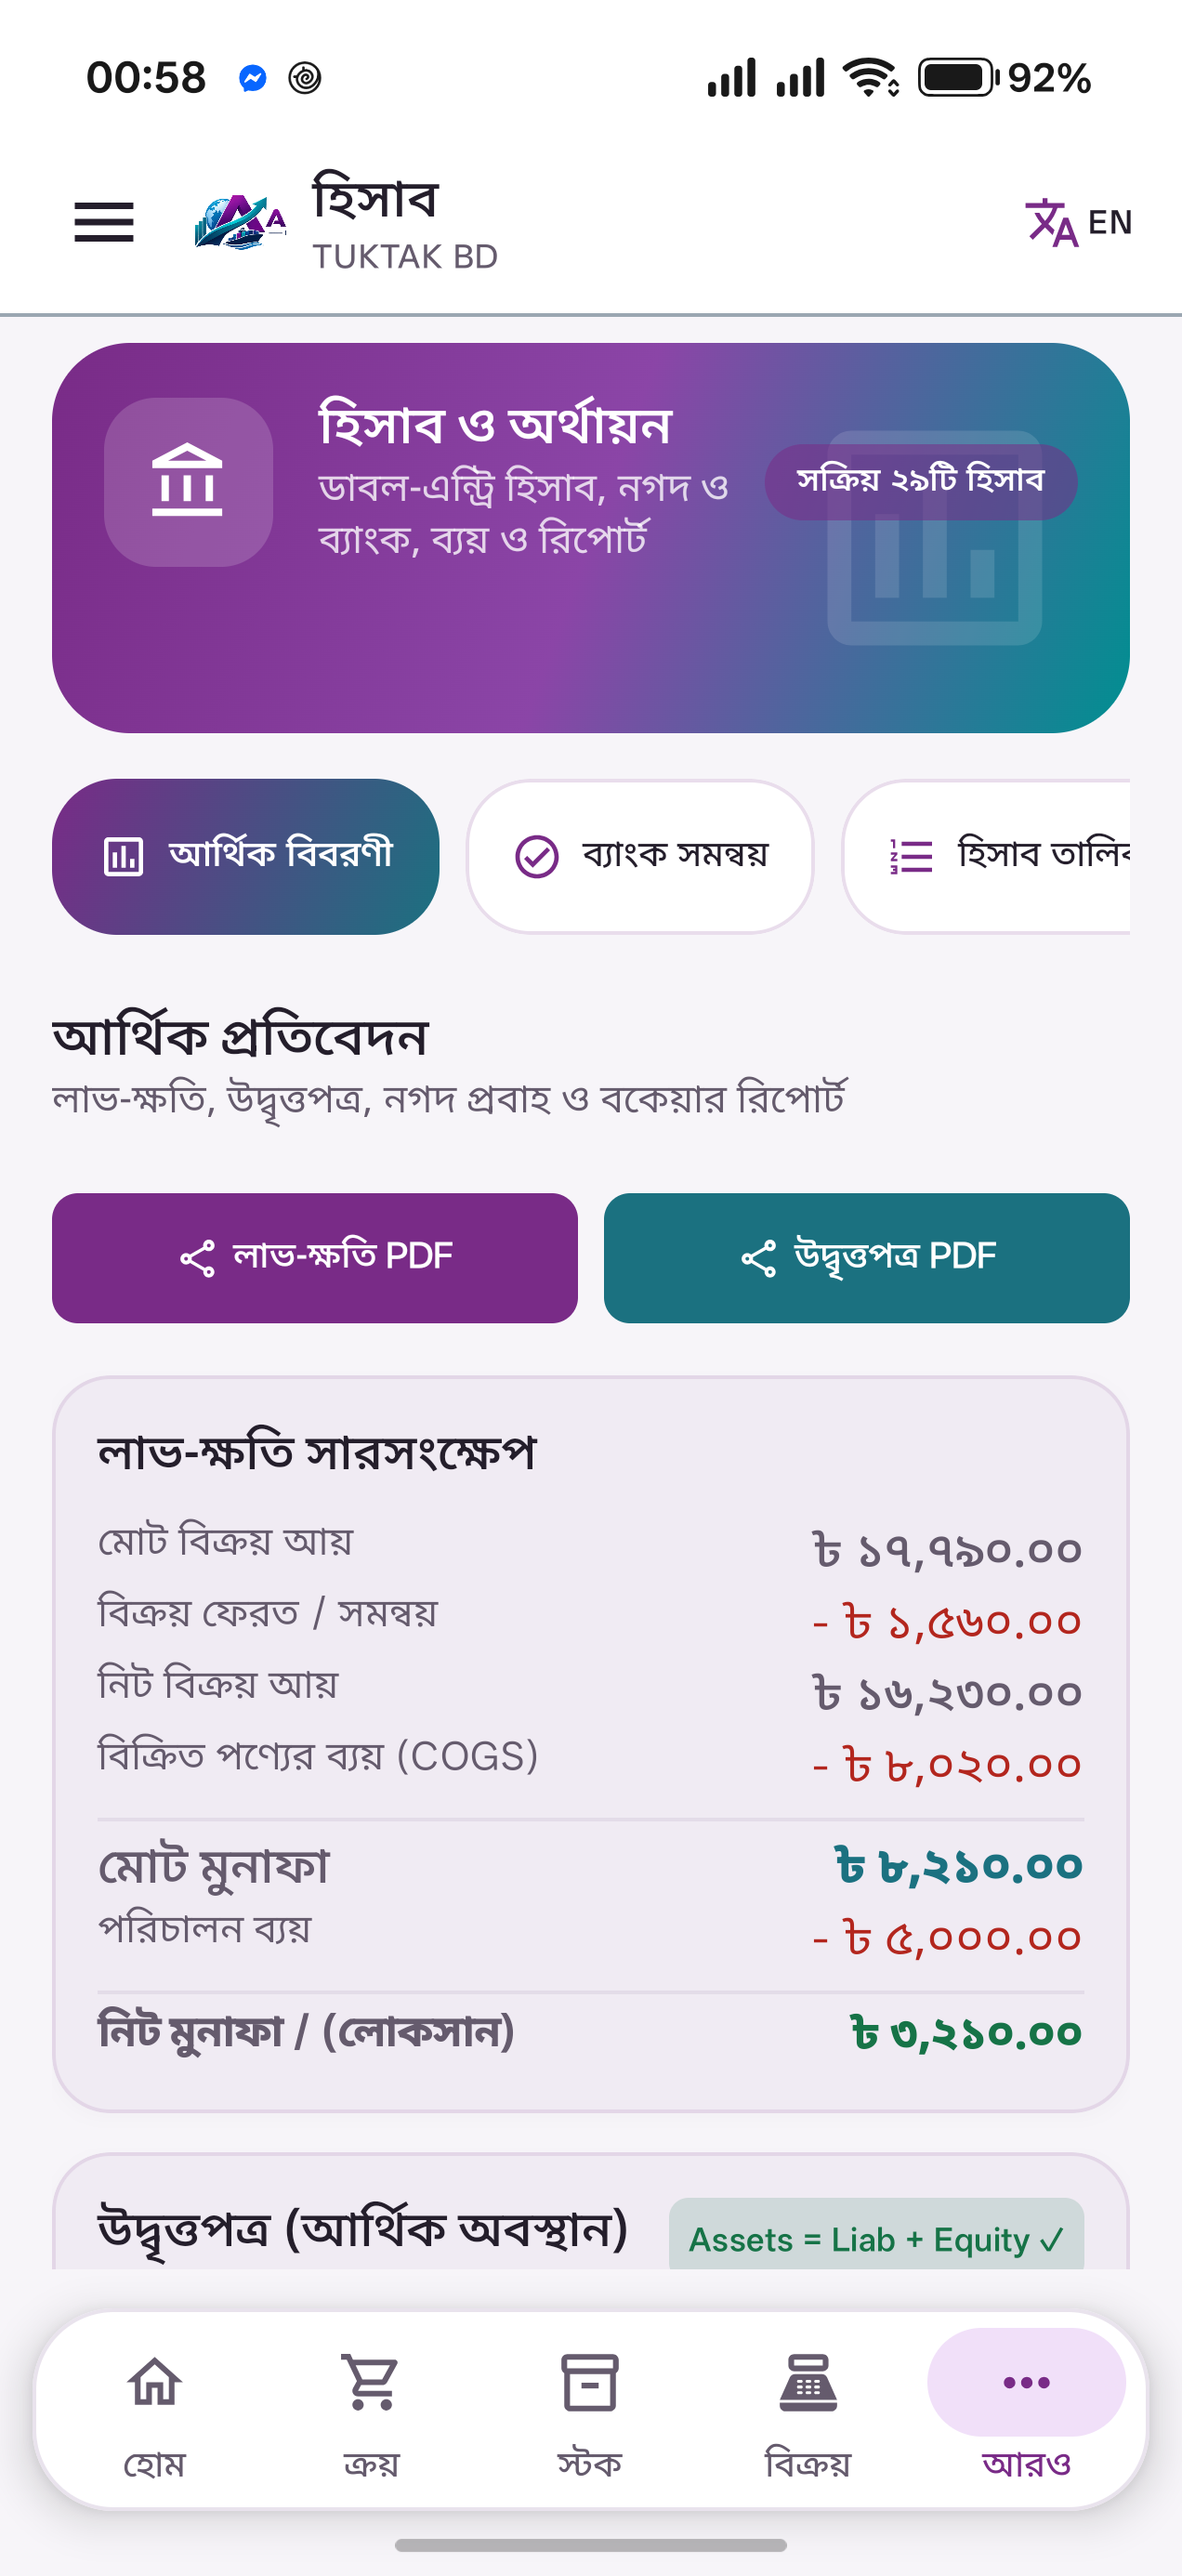 00:58
92%
হিসাব
TUKTAK BD
EN
হিসাব ও অর্থায়ন
ডাবল-এন্ট্রি হিসাব, নগদ ও
ব্যাংক, ব্যয় ও রিপোর্ট
সক্রিয় ২৯টি হিসাব
আর্থিক বিবরণী
ব্যাংক সমন্বয়
হিসাব
আর্থিক প্রতিবেদন
লাভ-ক্ষতি, উদ্বৃত্তপত্র, নগদ প্রবাহ ও বকেয়ার রিপোর্ট
লাভ-ক্ষতি PDF
উদ্বৃত্তপত্র PDF
লাভ-ক্ষতি সারসংক্ষেপ
মোট বিক্রয় আয় ৳ ১৭,৭৯০.০০
বিক্রয় ফেরত / সমন্বয় - ৳ ১,৫৬০.০০
নিট বিক্রয় আয় ৳ ১৬,২৩০.০০
বিক্রিত পণ্যের ব্যয় (COGS) - ৳ ৮,০২০.০০
মোট মুনাফা ৳ ৮,২১০.০০
পরিচালন ব্যয় - ৳ ৫,০০০.০০
নিট মুনাফা / (লোকসান) ৳ ৩,২১০.০০
উদ্বৃত্তপত্র (আর্থিক অবস্থান)
Assets = Liab + Equity ✓
হোম
ক্রয়
স্টক
বিক্রয়
আরও